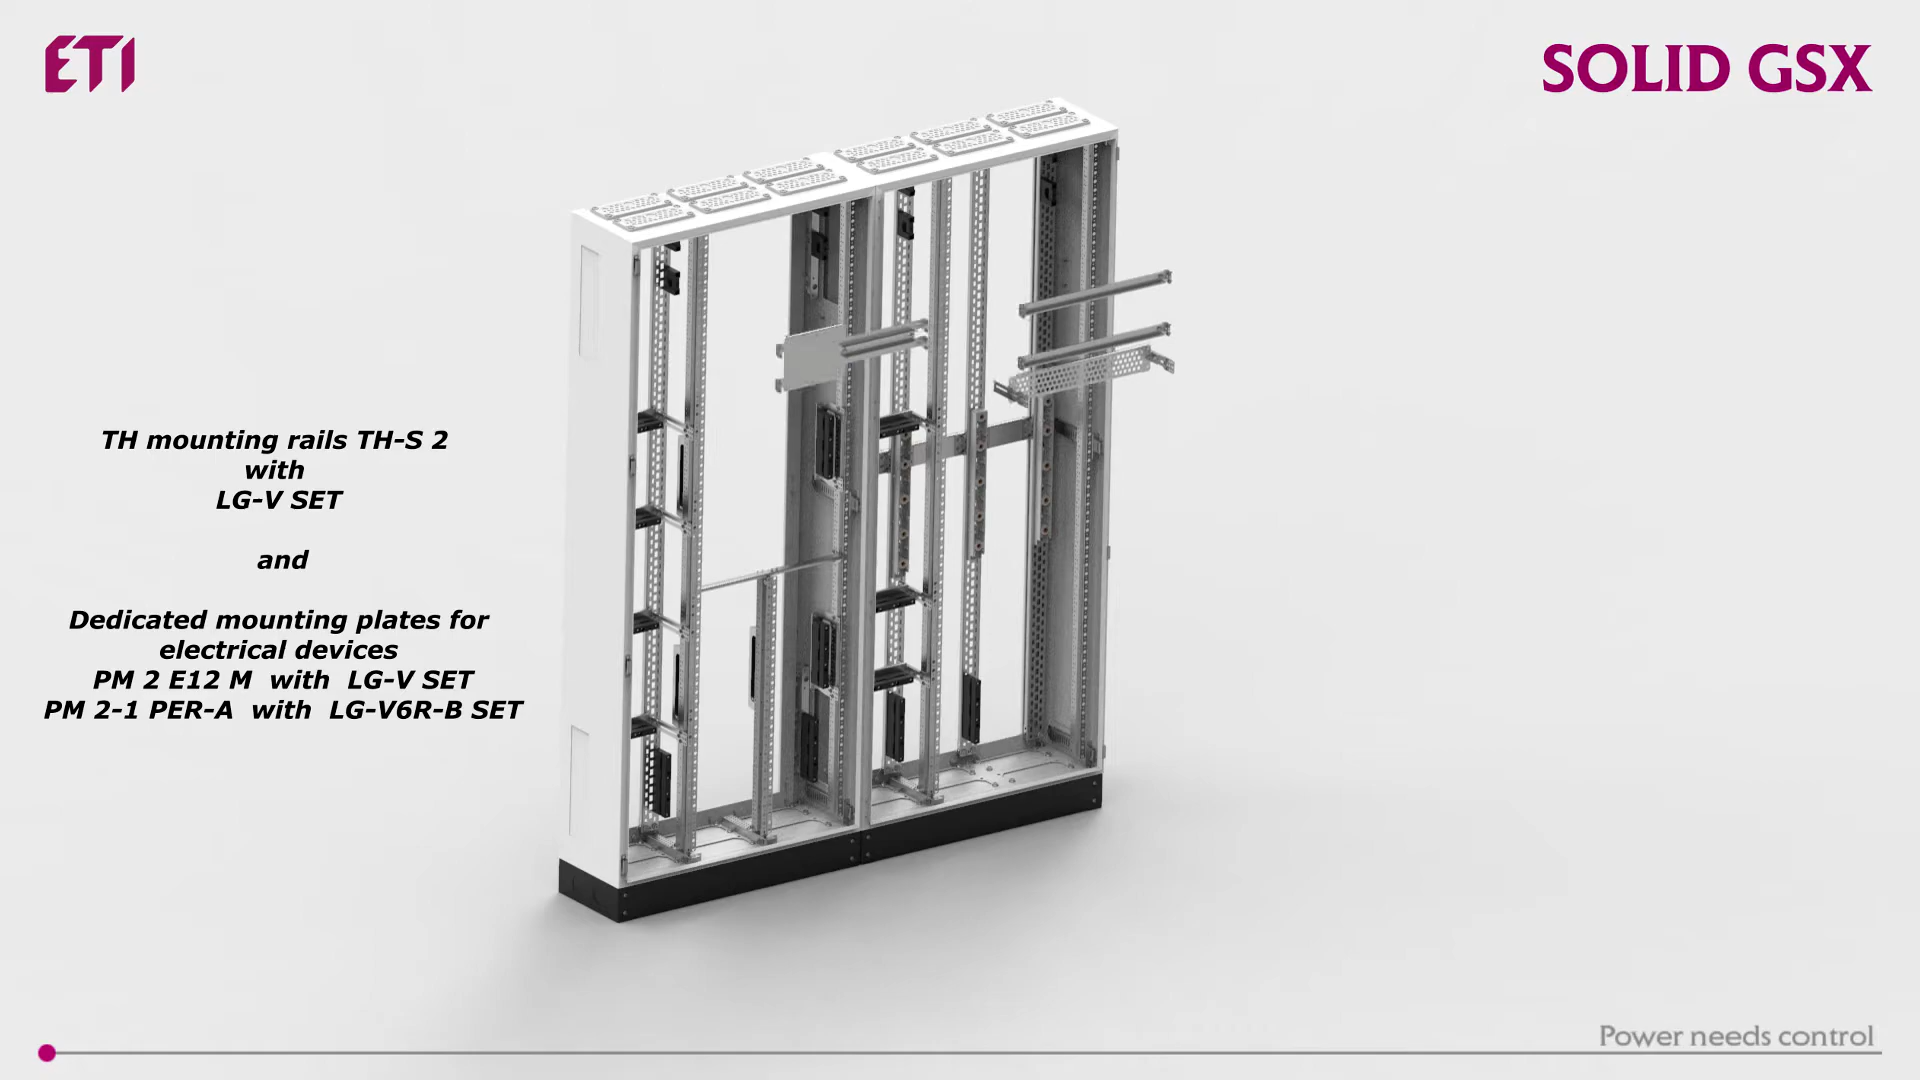 ETI
SOLID GSX
TH mounting rails TH-S 2
with
LG-V SET
and
Dedicated mounting plates for
electrical devices
PM 2 E12 M with LG-V SET
PM 2-1 PER-A with LG-V6R-B SET
Power needs control